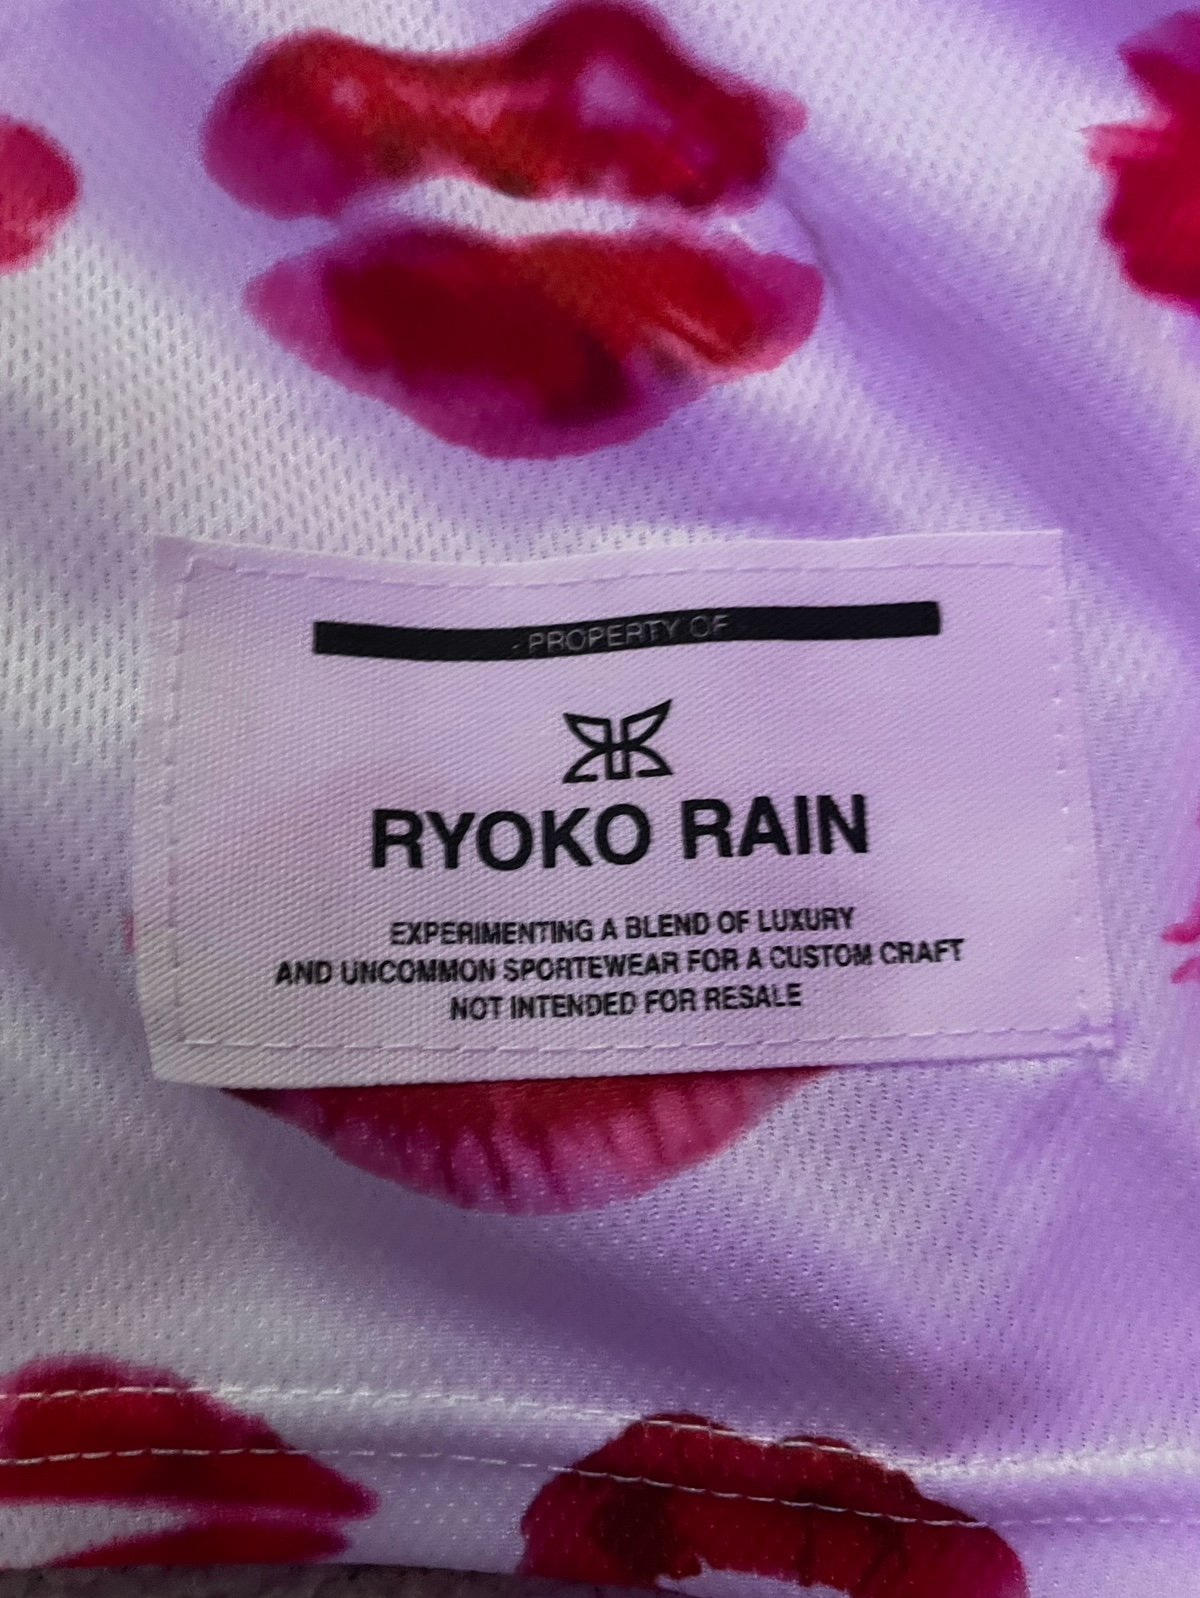 - PROPERTY OF -
RYOKO RAIN
EXPERIMENTING A BLEND OF LUXURY
AND UNCOMMON SPORTEWEAR FOR A CUSTOM CRAFT
NOT INTENDED FOR RESALE